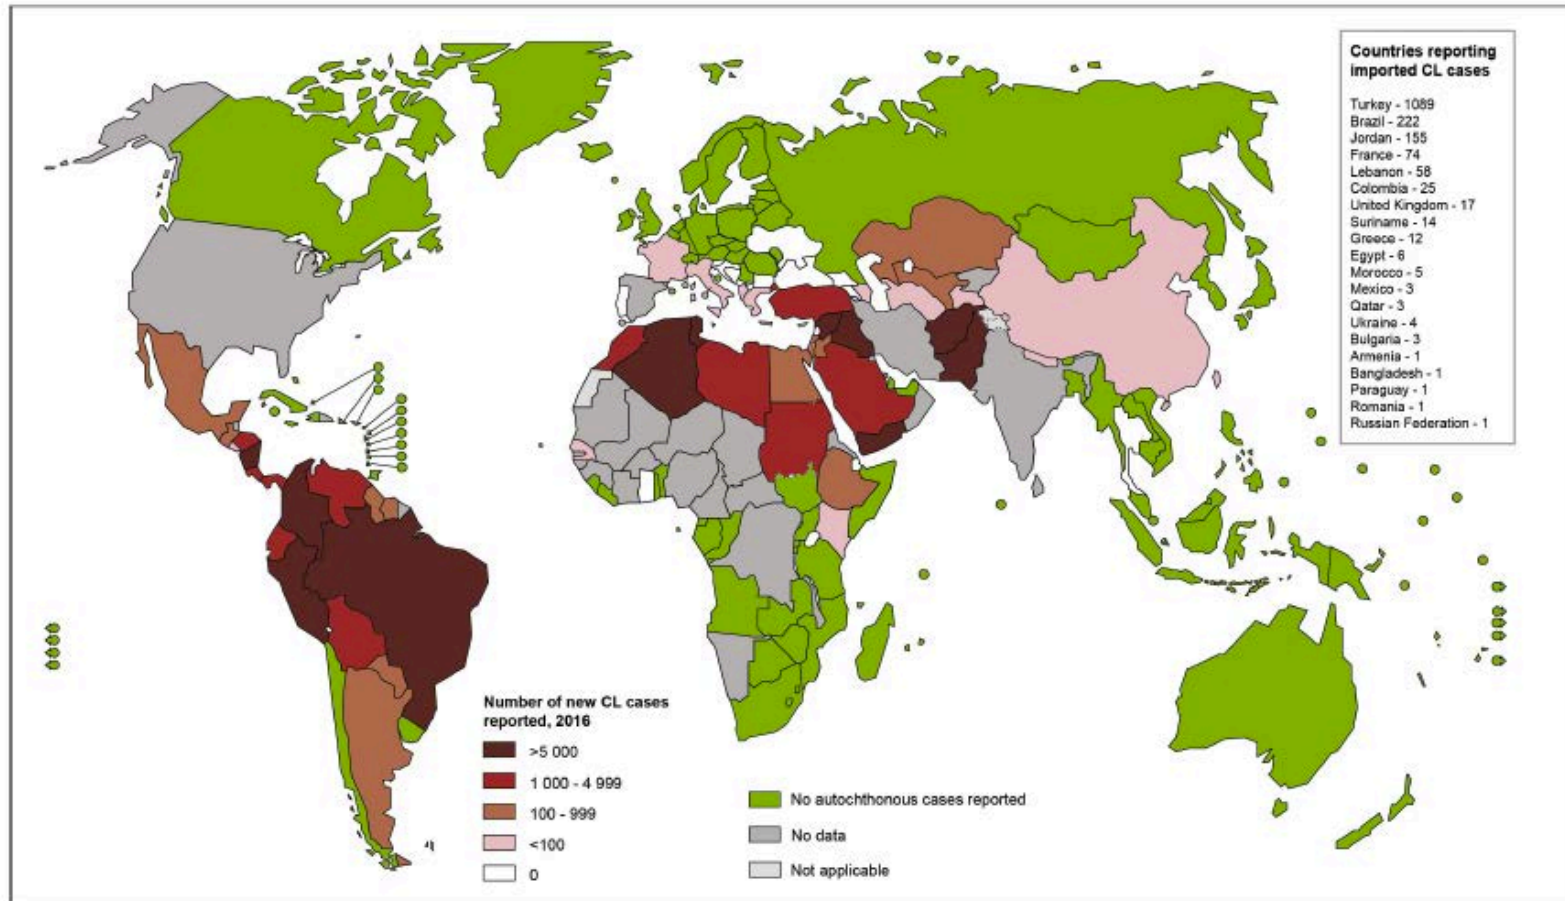 Countries reporting
imported CL cases
Turkey - 1089
Brazil - 222
Jordan - 155
France - 74
Lebanon - 58
Colombia - 25
United Kingdom - 17
Suriname - 14
Greece - 12
Egypt - 6
Morocco - 5
Mexico - 3
Qatar - 3
Ukraine - 4
Bulgaria - 3
Armenia - 1
Bangladesh - 1
Paraguay - 1
Romania - 1
Russian Federation - 1
Number of new CL cases
reported, 2016
>5 000
1 000 - 4 999
100 - 999
<100
0
No autochthonous cases reported
No data
Not applicable